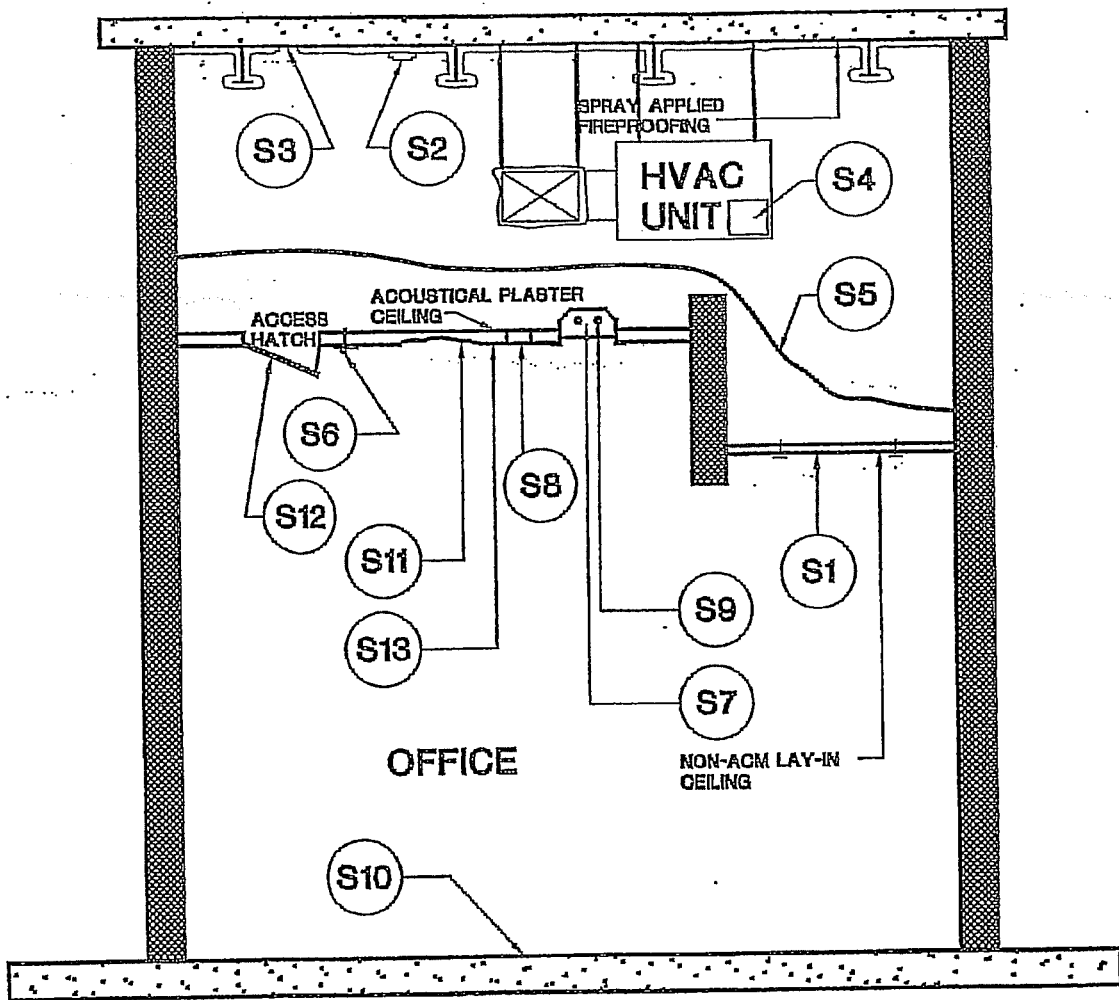 SPRAY APPLIED
FIREPROOFING
S3
S2
HVAC
UNIT
S4
S5
ACOUSTICAL PLASTER
CEILING
ACCESS
HATCH
S6
S8
S12
S11
S1
S9
S13
S7
OFFICE
NON-ACM LAY-IN
CEILING
S10